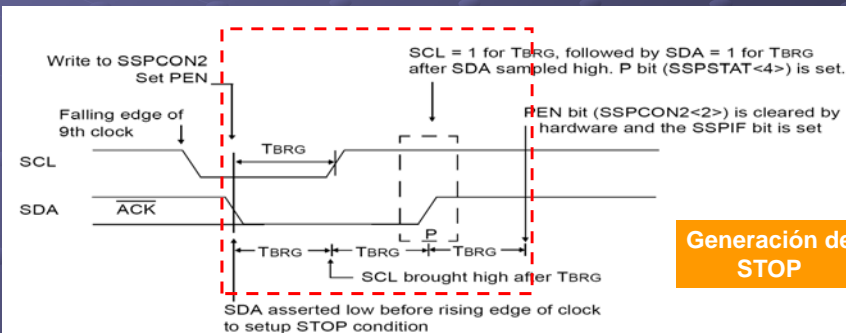 Write to SSPCON2
Set PEN
SCL = 1 for TBRG, followed by SDA = 1 for TBRG
after SDA sampled high. P bit (SSPSTAT<4>) is set.
Falling edge of
9th clock
PEN bit (SSPCON2<2>) is cleared by
hardware and the SSPIF bit is set
TBRG
SCL
SDA
ACK
P
TBRG
TBRG
TBRG
SCL brought high after TBRG
SDA asserted low before rising edge of clock
to setup STOP condition
Generación de
STOP